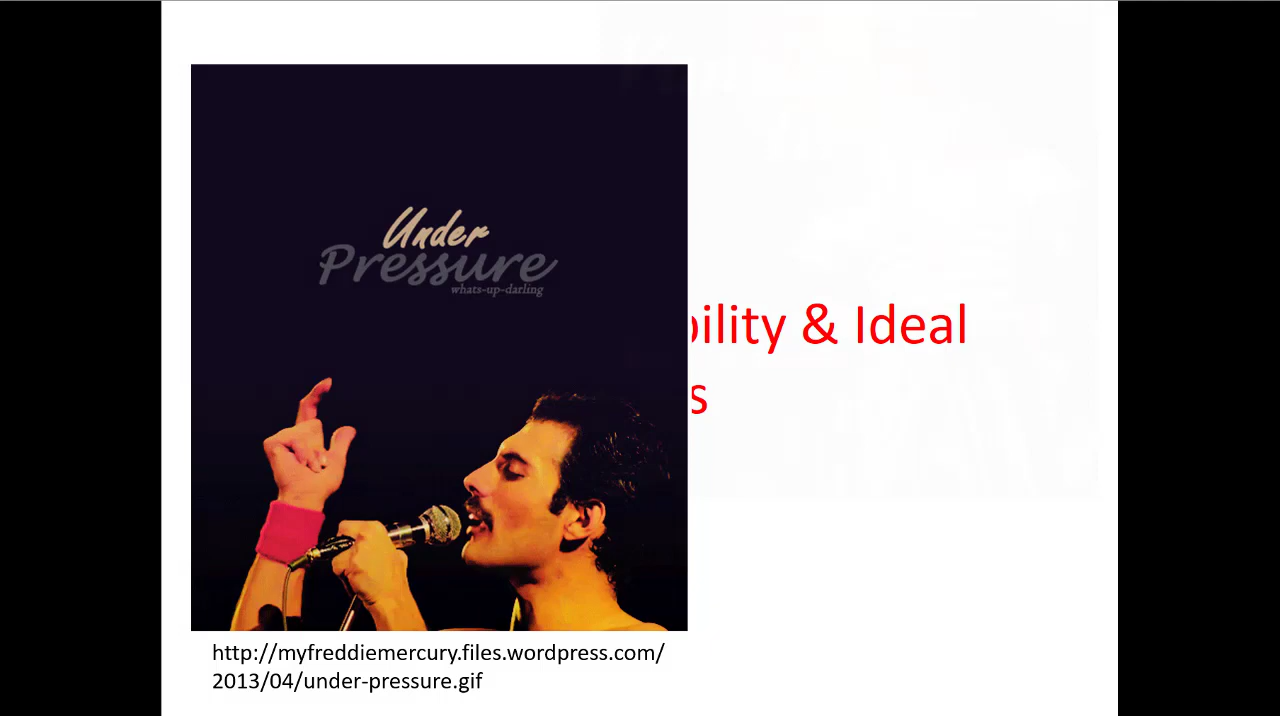 Under
Pressure
whats-up-darling
bility & Ideal
s
http://myfreddiemercury.files.wordpress.com/
2013/04/under-pressure.gif